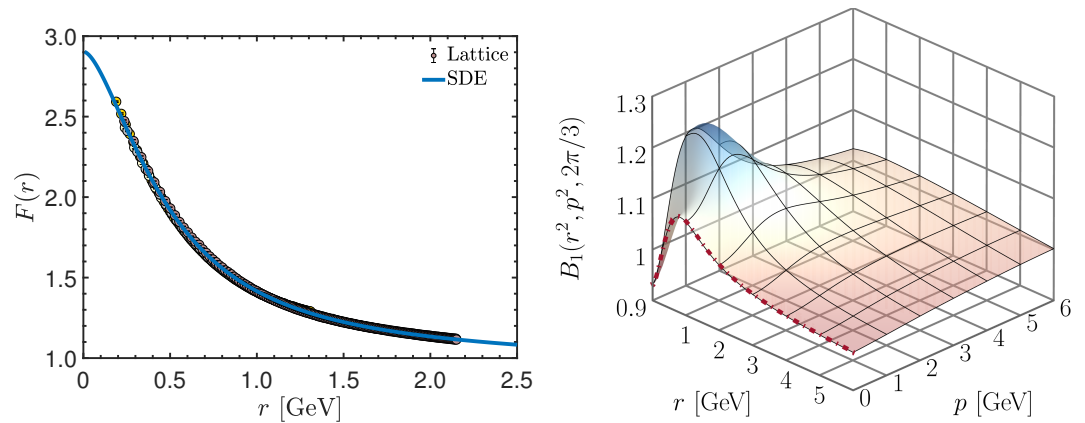 3.0
2.5
2.0
1.5
1.0
F(r)
0 0.5 1.0 1.5 2.0 2.5
r [GeV]
Lattice
SDE
1.3
1.2
1.1
1
0.9
B₁(r², p², 2π/3)
1 2 3 4 5
r [GeV]
0 1 2 3 4 5 6
p [GeV]